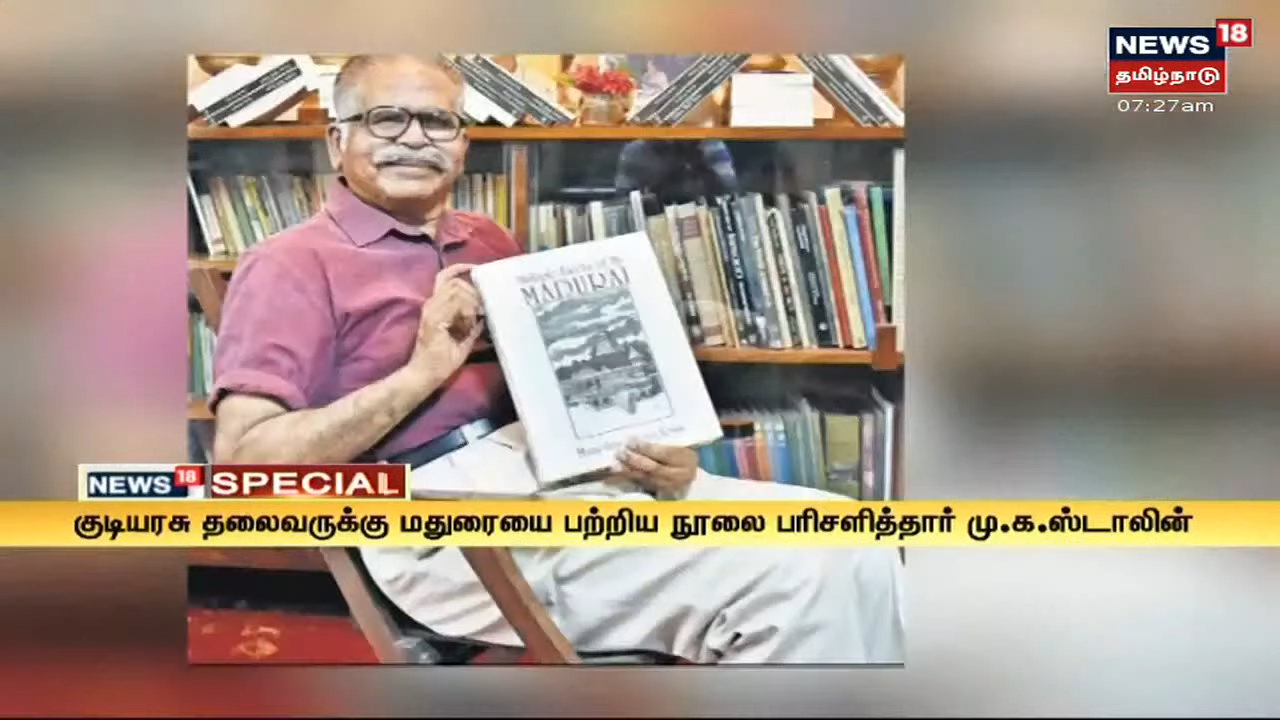 NEWS 18
தமிழ்நாடு
07:27am
MADURAI
NEWS 18 SPECIAL
குடியரசு தலைவருக்கு மதுரையை பற்றிய நூலை பரிசளித்தார் மு.க.ஸ்டாலின்